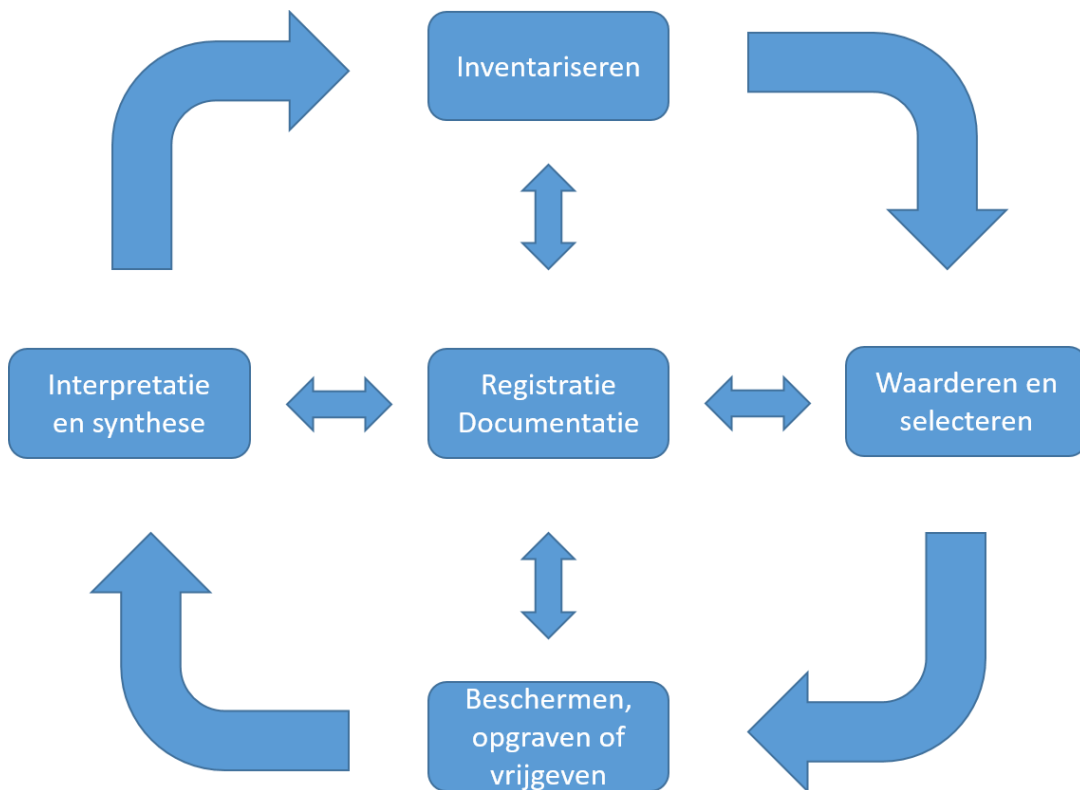 Inventariseren
Interpretatie
en synthese
Registratie
Documentatie
Waarderen en
selecteren
Beschermen,
opgraven of
vrijgeven